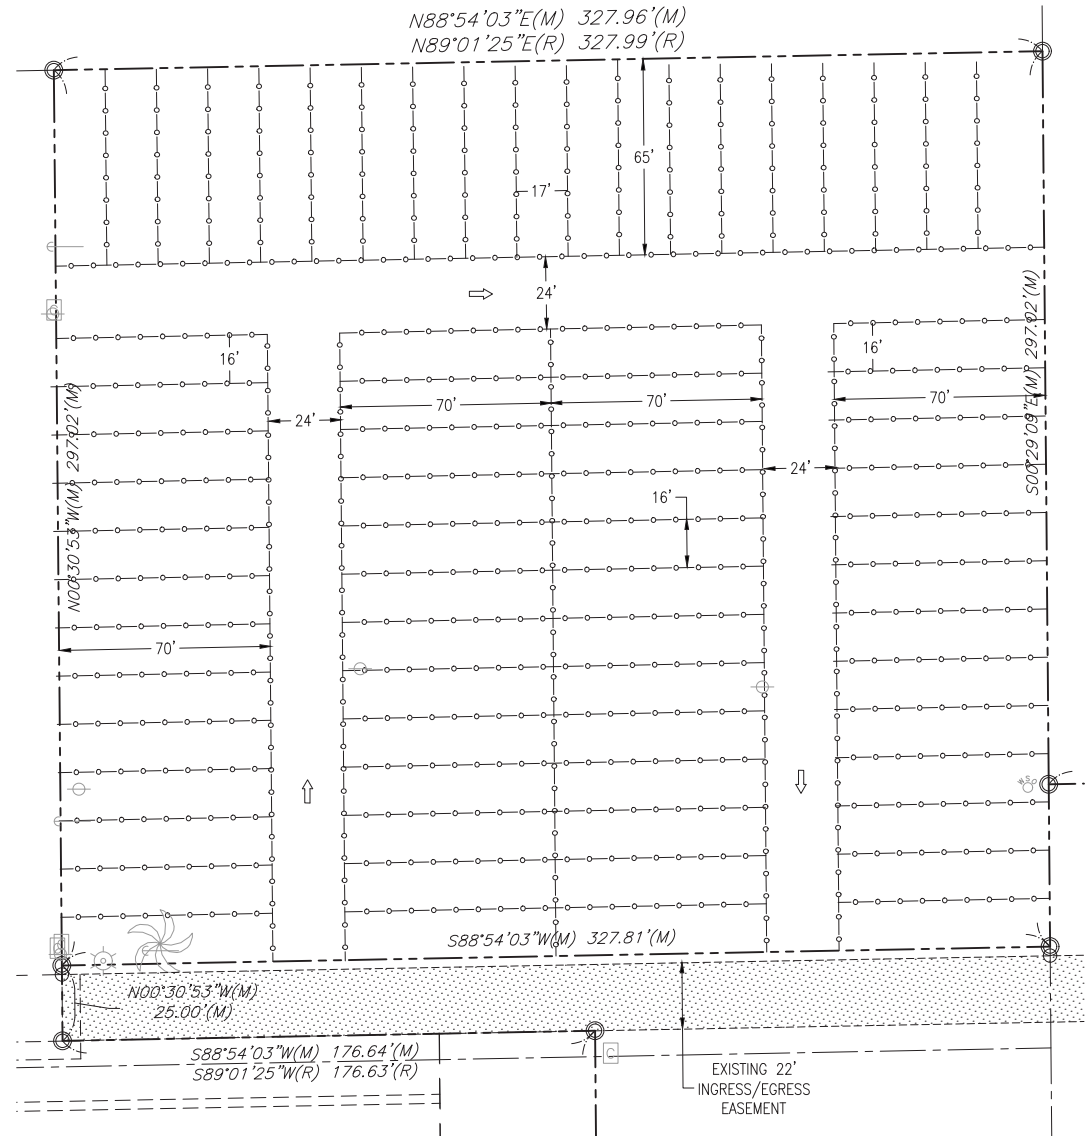 N88°54'03"E(M) 327.96'(M)
N89°01'25"E(R) 327.99'(R)
65'
17'
24'
16'
16'
70'
70'
70'
24'
24'
16'
N00°30'53"W(M) 297.02'(M)
S00°29'09"E(M) 297.02'(M)
70'
W S O
S88°54'03"W(M) 327.81'(M)
N00°30'53"W(M)
25.00'(M)
S88°54'03"W(M) 176.64'(M)
S89°01'25"W(R) 176.63'(R)
C
EXISTING 22'
INGRESS/EGRESS
EASEMENT